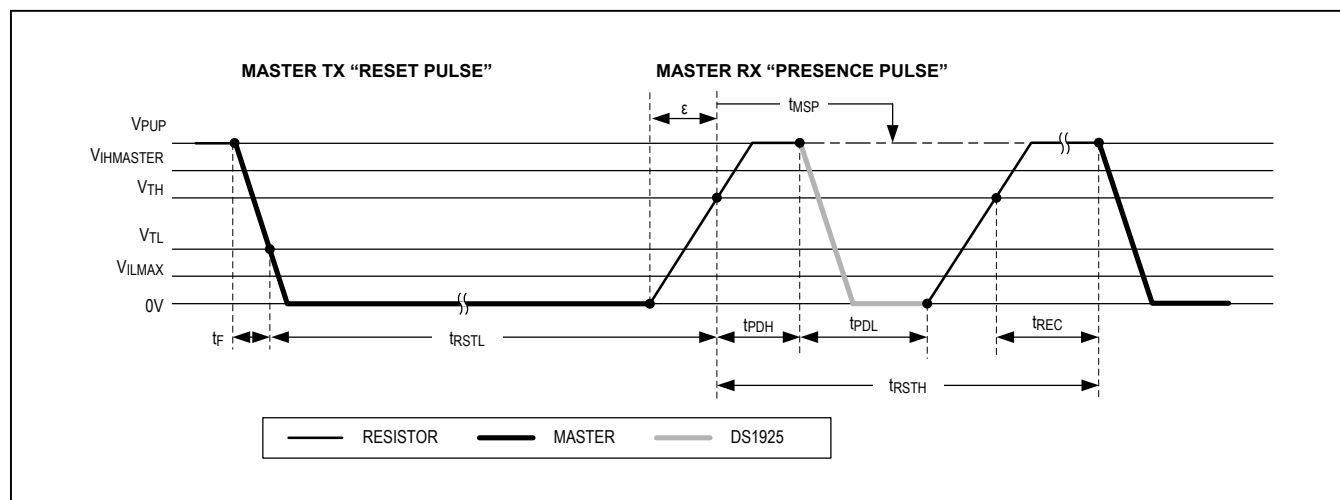 MASTER TX “RESET PULSE”
MASTER RX “PRESENCE PULSE”
ε
tMSP
VPUP
VIHMASTER
VTH
VTL
VILMAX
0V
tF
tRSTL
tPDH
tPDL
tREC
tRSTH
RESISTOR
MASTER
DS1925